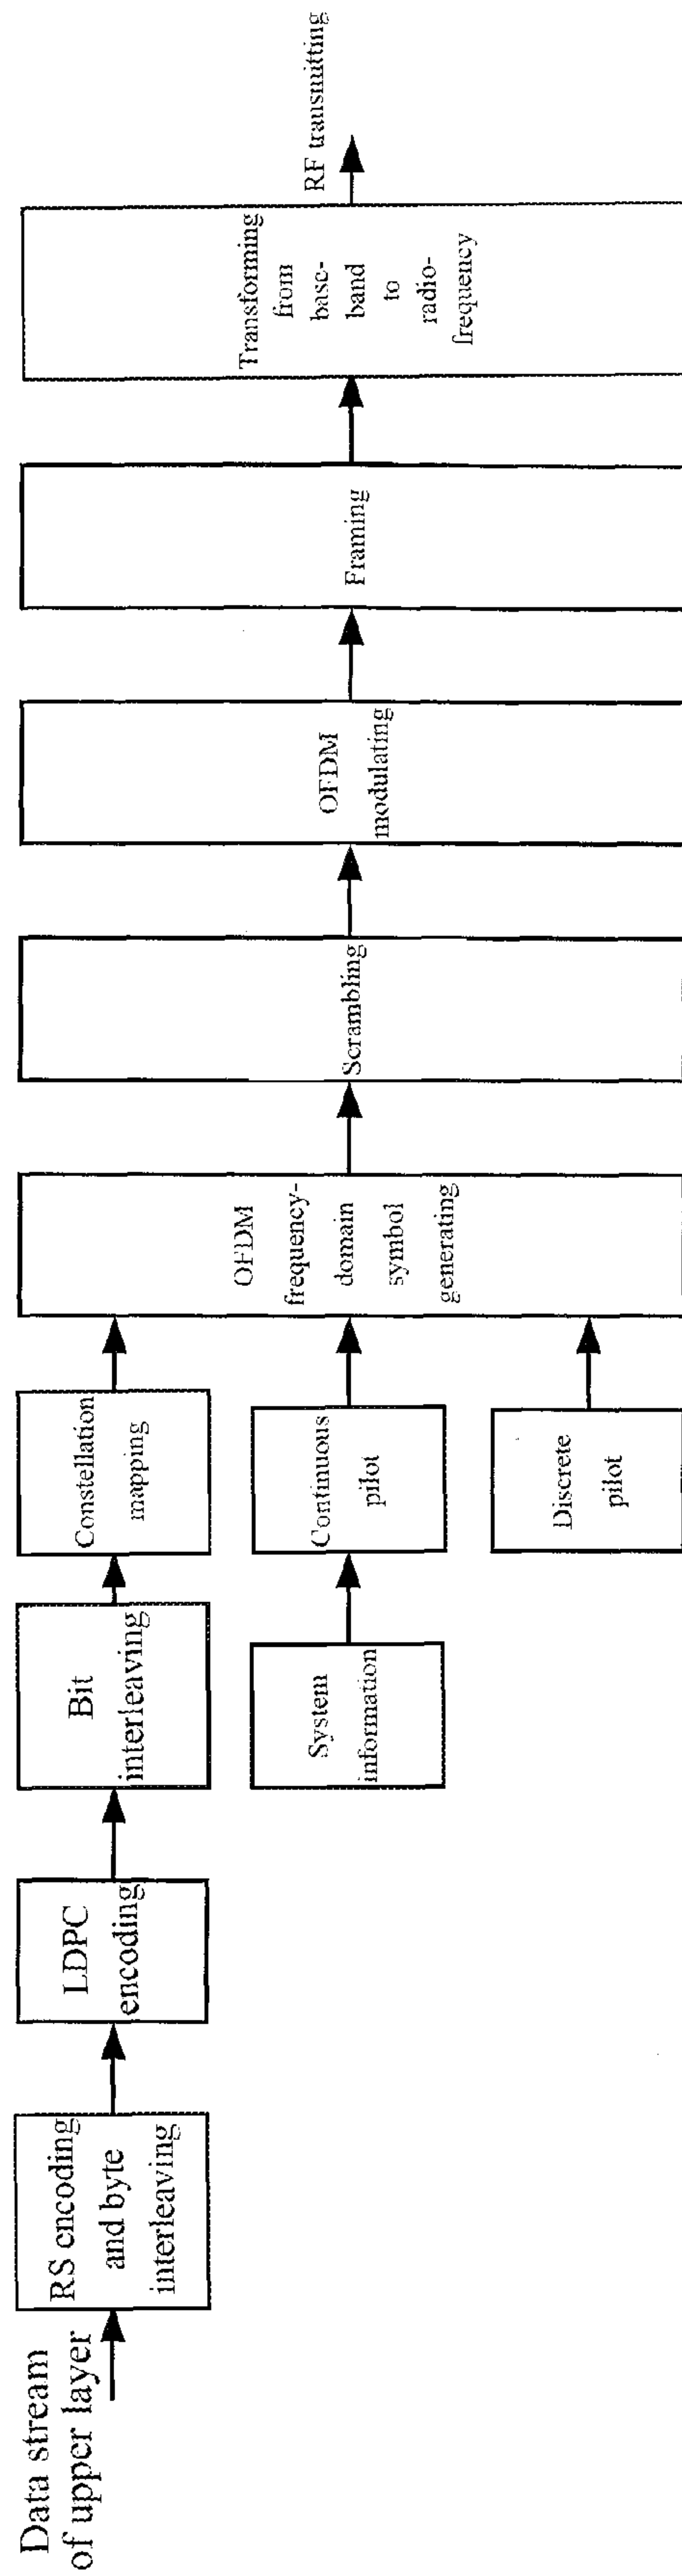 Data stream
of upper layer
RS encoding
and byte
interleaving
LDPC
encoding
Bit
interleaving
Constellation
mapping
System
information
Continuous
pilot
Discrete
pilot
OFDM
frequency-
domain
symbol
generating
Scrambling
OFDM
modulating
Framing
Transforming
from
base-
band
to
radio-
frequency
RF transmitting